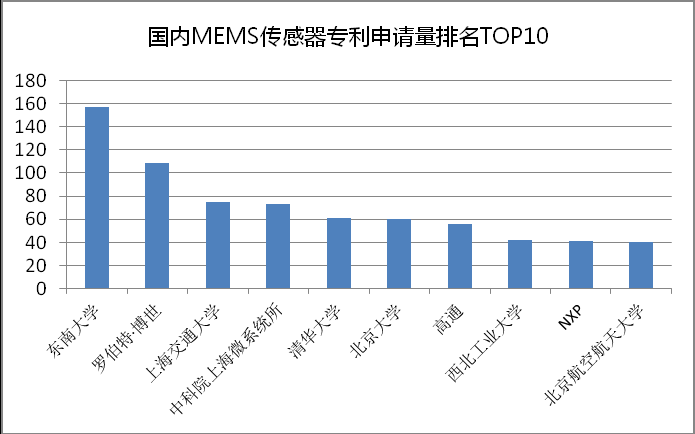 国内MEMS传感器专利申请量排名TOP10
180
160
140
120
100
80
60
40
20
0
东南大学
罗伯特·博世
上海交通大学
中科院上海微系统所
清华大学
北京大学
高通
西北工业大学
NXP
北京航空航天大学